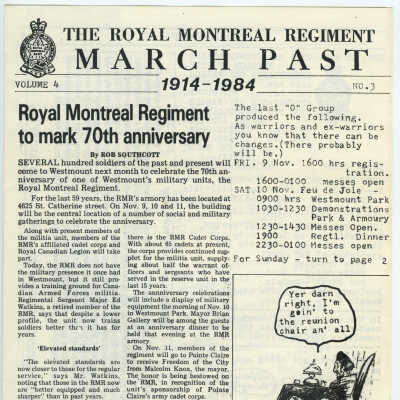 THE ROYAL MONTREAL REGIMENT
MARCH PAST
VOLUME 4
1914-1984
NO.3
Royal Montreal Regiment
to mark 70th anniversary
By ROB SOUTHCOTT
SEVERAL hundred soldiers of the past and present will
come to Westmount next month to celebrate the 70th an-
niversary of one of Westmount's military units, the
Royal Montreal Regiment.
For the last 59 years, the RMR's armory has been located at
4625 St. Catherine street. On Nov. 9, 10 and 11, the building
will be the central location of a number of social and military
gatherings to celebrate the anniversary.
Along with present members of
the militia unit, members of the
RMR's affiliated cadet corps and
Royal Canadian Legion will take
part.
Today, the RMR does not have
the military presence it once had
in Westmount, but it still pro-
vides a training ground for Cana-
dian Armed Forces militia.
Regimental Sergeant Major Ed
Watkins, a retired member of the
RMR, says that despite a lower
profile, the unit now trains
soldiers better than it has for
years.
'Elevated standards'
"The elevated standards are
now closer to those for the regular
service," says Mr. Watkins,
noting that those in the RMR now
are "better equipped and much
sharper" than in past years.
there is the RMR Cadet Corps.
With about 65 cadets at present,
the corps provides continued sup-
plet for the militia unit, supply-
ing about half the warrant of-
ficers and sergeants who have
served in the reserve unit in the
last 15 years.
The anniversary celebrations
will include a display of military
equipment the morning of Nov. 10
in Westmount Park. Mayor Brian
Gallery will be among the guests
at an anniversary dinner to be
held that evening at the RMR
armory.
On Nov. 11, members of the
regiment will go to Pointe Claire
to receive Freedom of the City
from Malcolm Knox, the mayor.
The honor is being bestowed on
the RMR, in recognition of the
unit's sponsorship of Pointe
Claire's army cadet corps.
The last "O" Group
produced the following.
As warriors and ex-warriors
you know that there can be
changes.(There probably
will be.)
FRI. 9 Nov. 1600 hrs regis-
tration.
1600-0100 messes open
SAT.10 Nov. Feu de Joie -
0900 hrs Westmount Park
1030-1230 Demonstrations
Park & Armoury
1230-1430 Messes Open.
1900 Regtl. Dinner
2230-0100 Messes open
For Sunday - turn to page 2
Yer darn
right, I'm
goin' to
the reunion
chair an' all